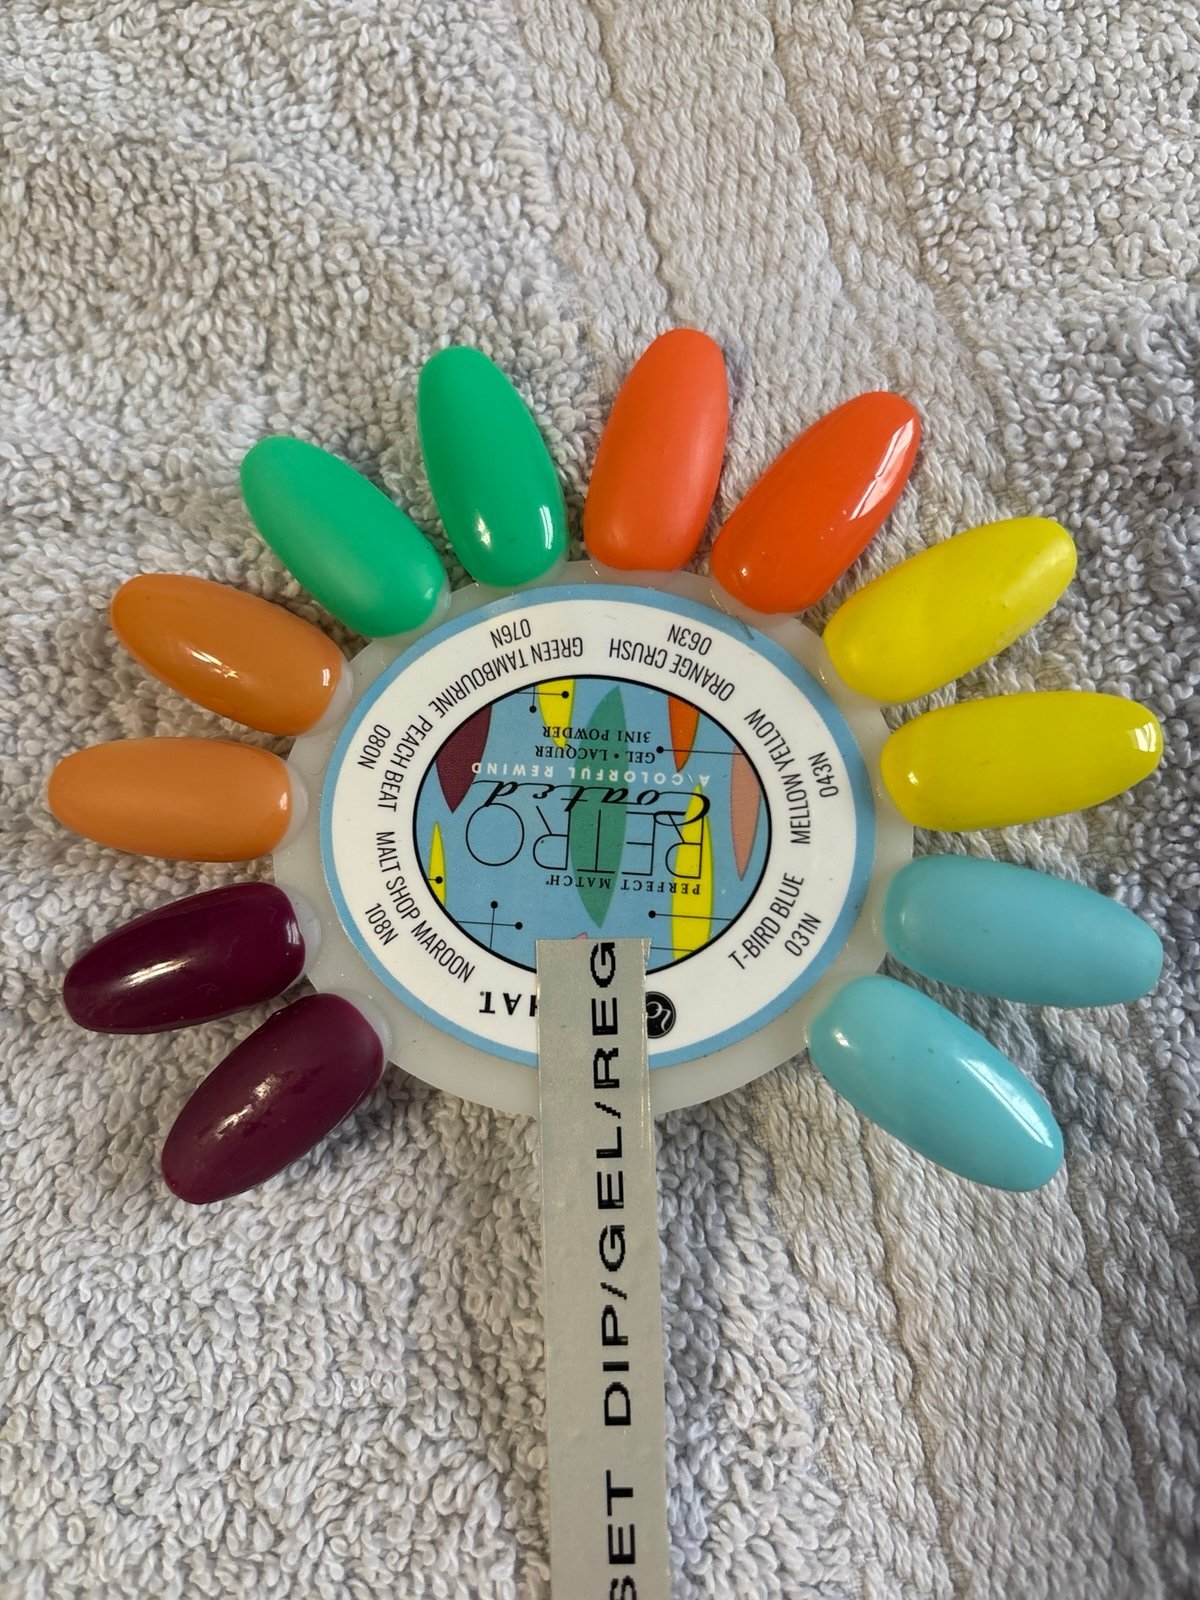 GREEN TAMBOURINE
076N
ORANGE CRUSH
063N
MELLOW YELLOW
043N
T-BIRD BLUE
031N
PEACH BEAT
080N
MALT SHOP MAROON
108N
PERFECT MATCH®
RETRO
Coated
A COLORFUL REWIND
GEL • LACQUER
3IN1 POWDER
HAT.
SET DIP/GEL/REG